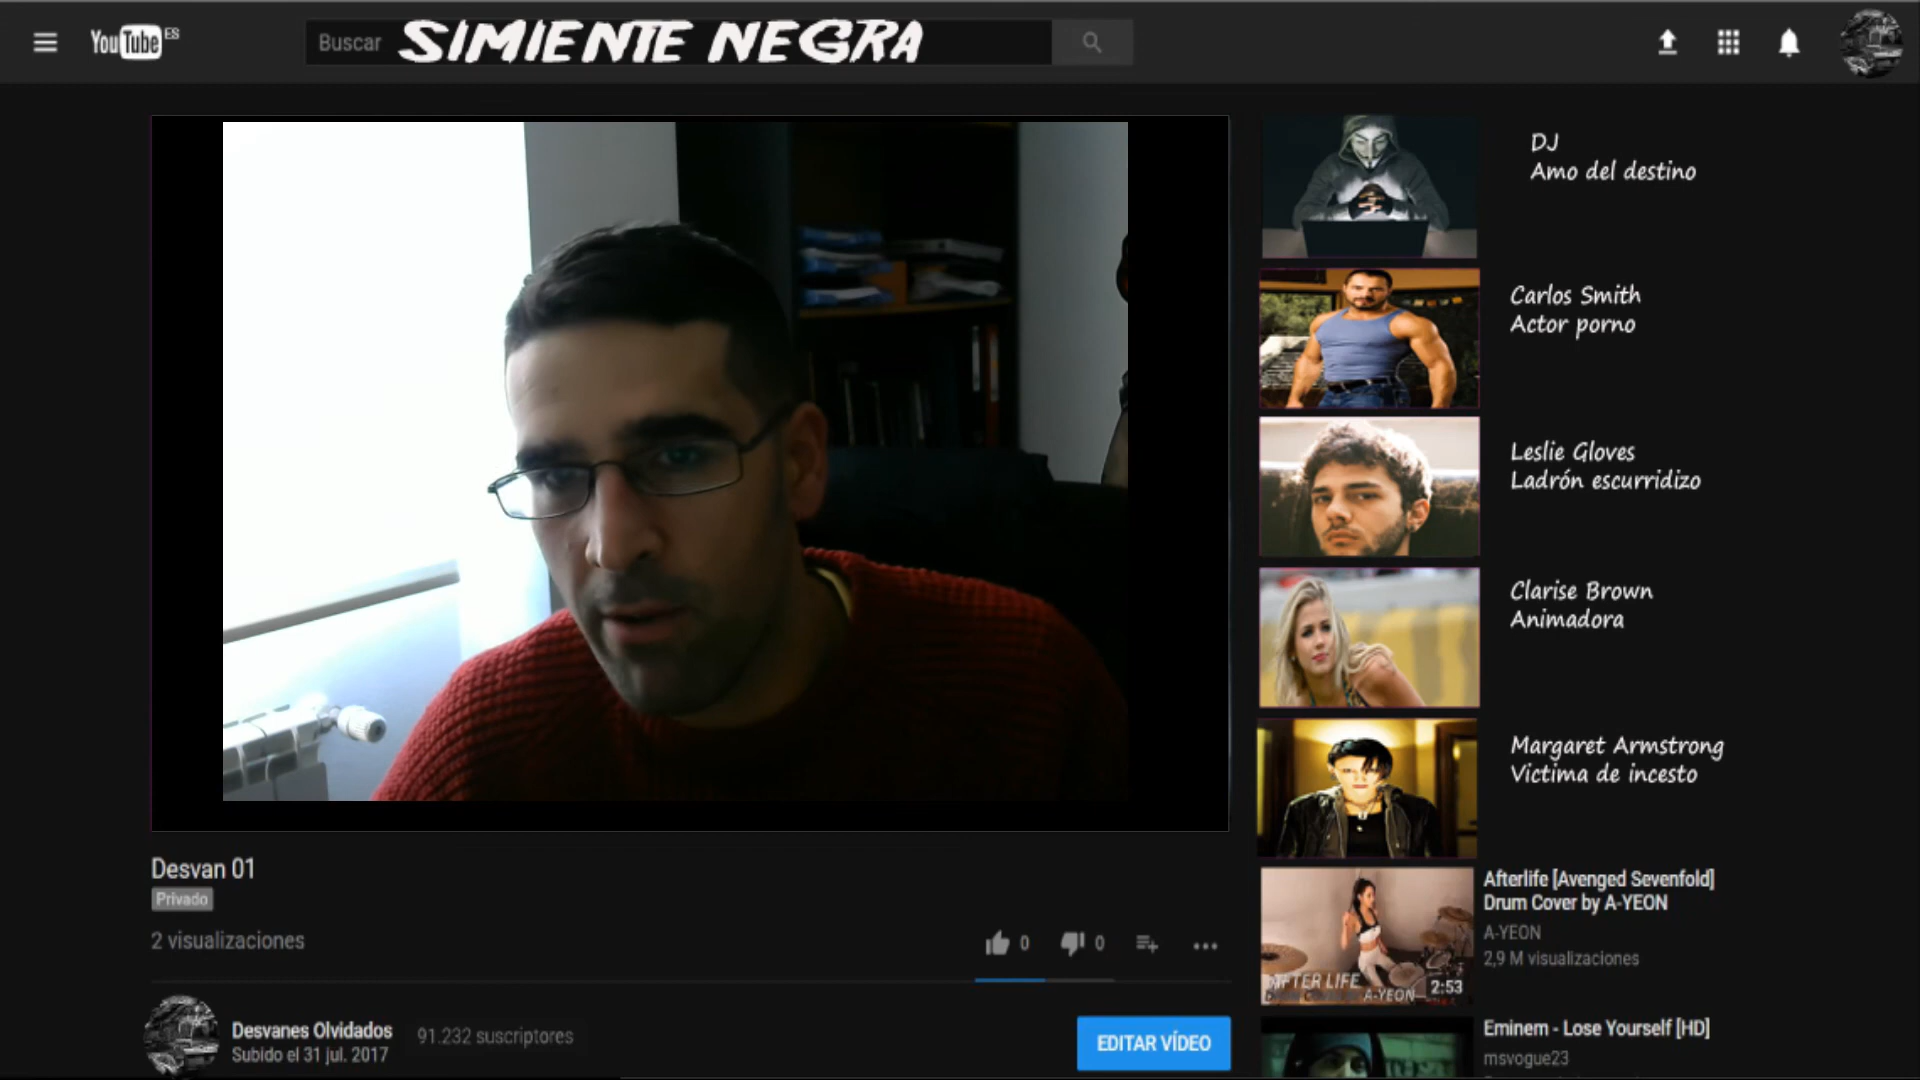 YouTube ES
Buscar
SIMIENTE NEGRA
DJ
Amo del destino
Carlos Smith
Actor porno
Leslie Gloves
Ladrón escurridizo
Clarise Brown
Animadora
Margaret Armstrong
Victima de incesto
Desvan 01
Privado
2 visualizaciones
0
0
Desvanes Olvidados
91.232 suscriptores
Subido el 31 jul. 2017
EDITAR VÍDEO
AFTER LIFE
A-YEON
2:53
Afterlife [Avenged Sevenfold]
Drum Cover by A-YEON
A-YEON
2,9 M visualizaciones
Eminem - Lose Yourself [HD]
msvogue23